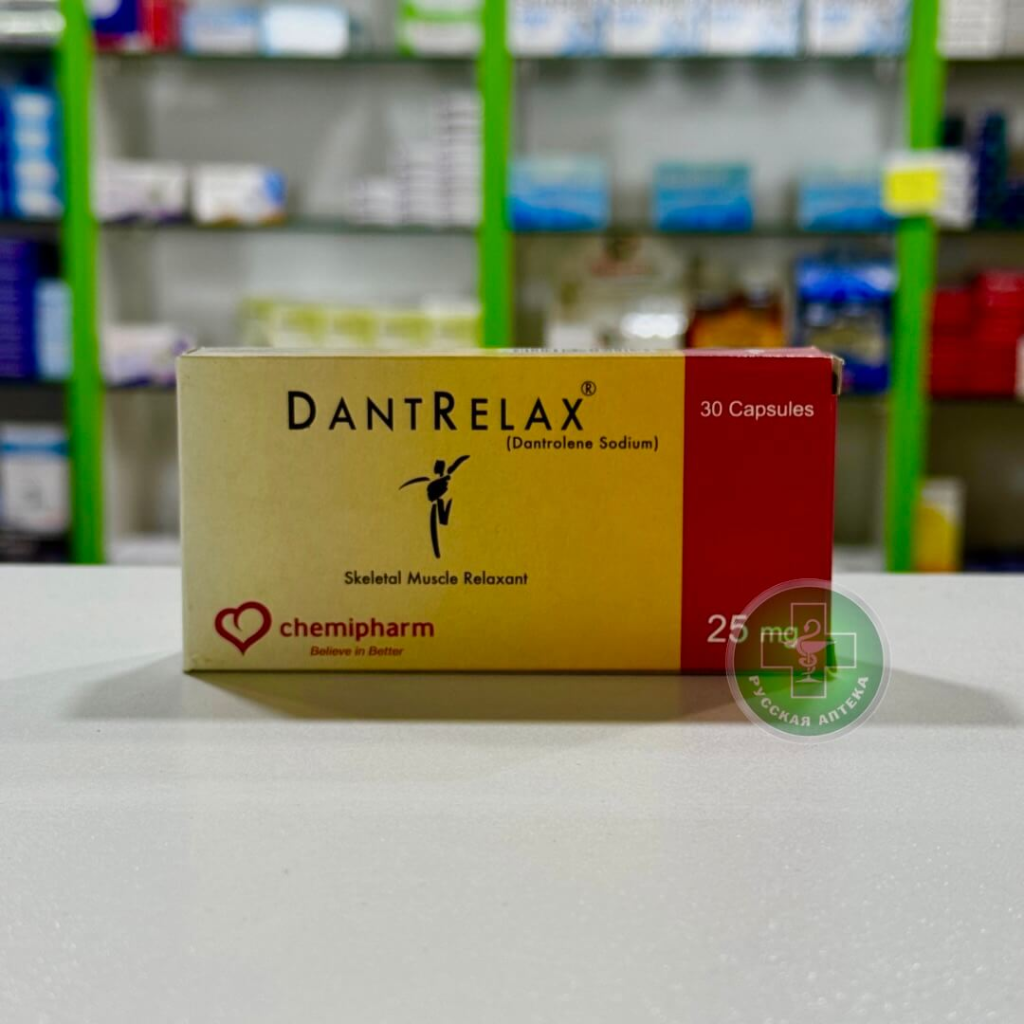 DANTRELAX®
(Dantrolene Sodium)
30 Capsules
Skeletal Muscle Relaxant
chemipharm
Believe in Better
25 mg
РУССКАЯ АПТЕКА